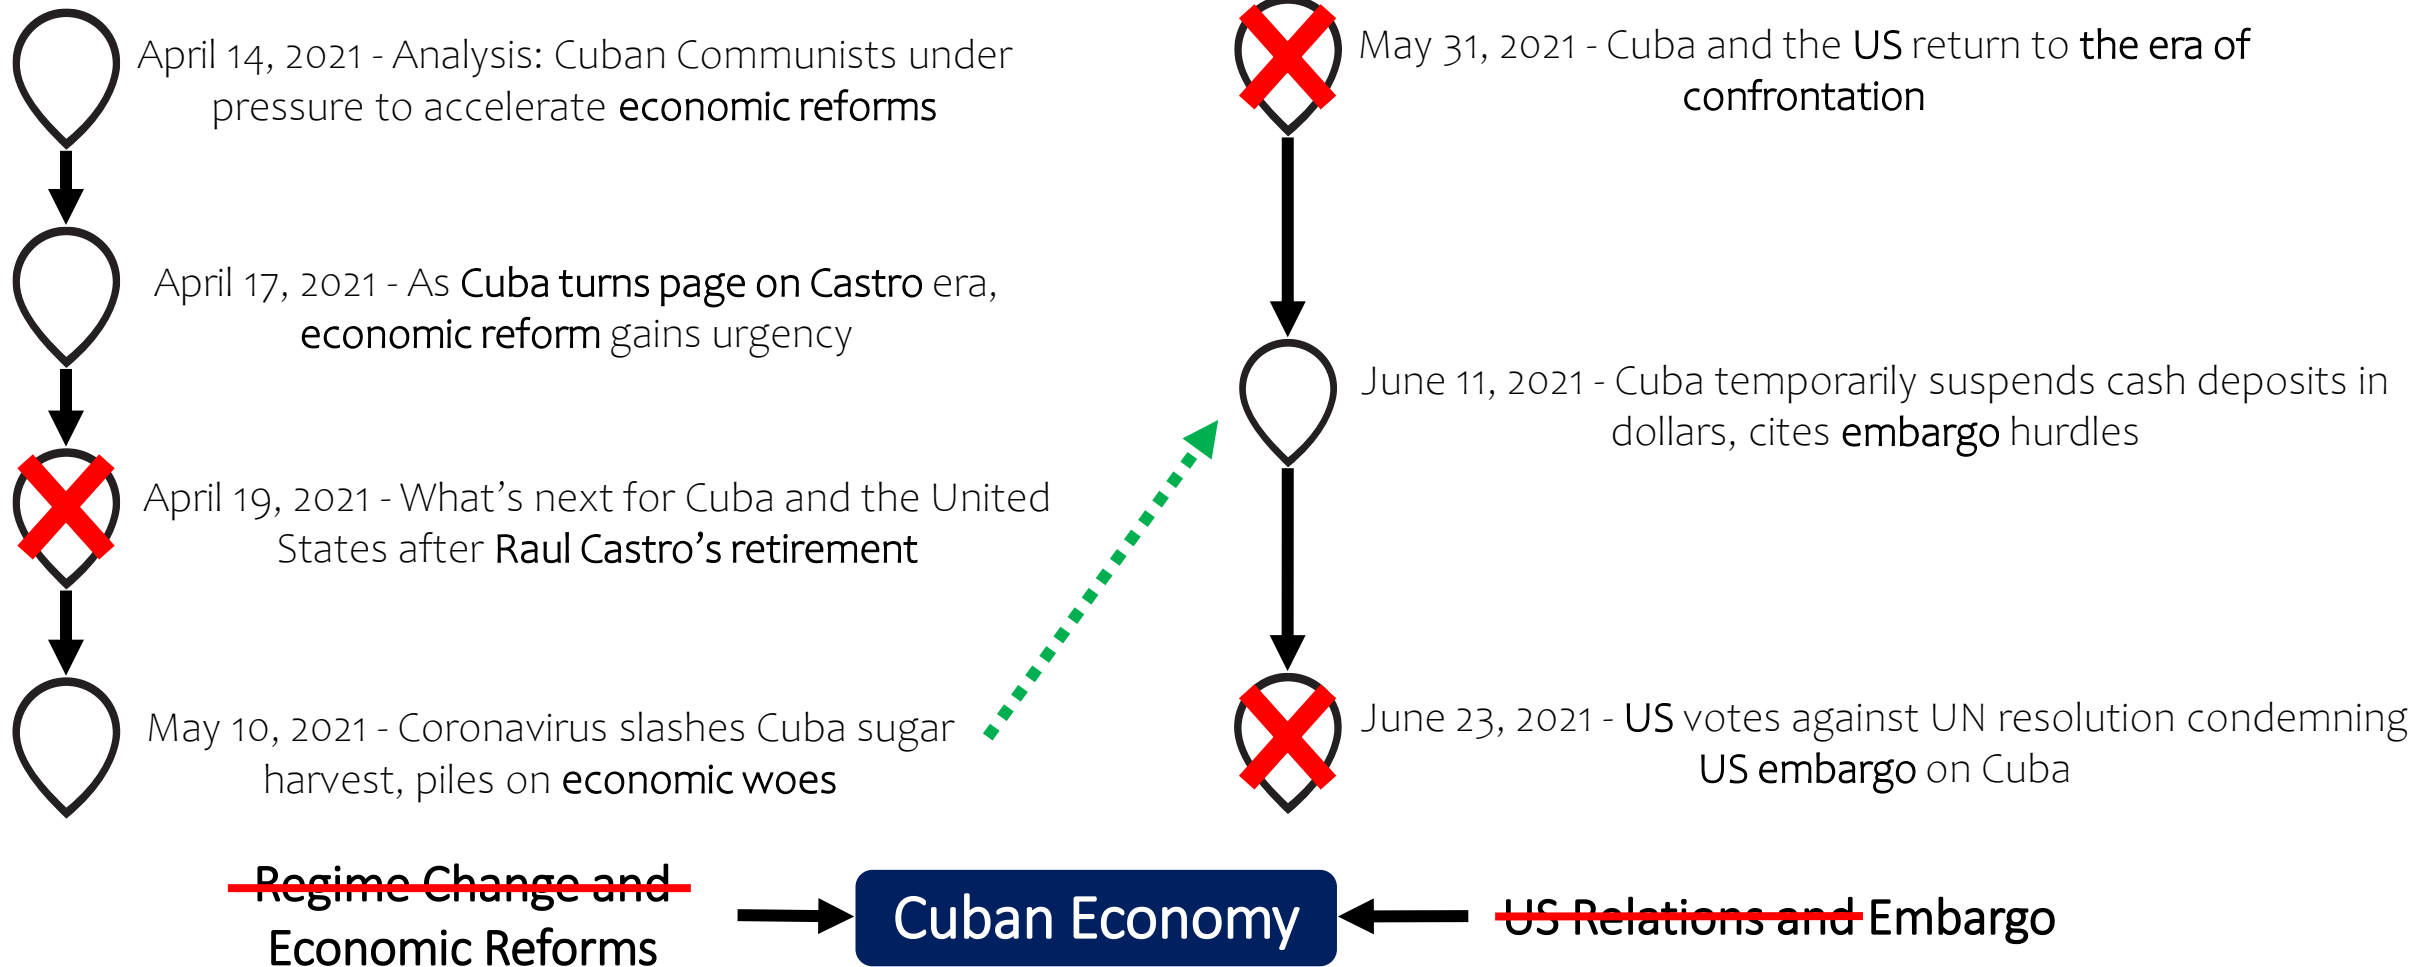 April 14, 2021 - Analysis: Cuban Communists under
pressure to accelerate economic reforms
April 17, 2021 - As Cuba turns page on Castro era,
economic reform gains urgency
April 19, 2021 - What’s next for Cuba and the United
States after Raul Castro’s retirement
May 10, 2021 - Coronavirus slashes Cuba sugar
harvest, piles on economic woes
May 31, 2021 - Cuba and the US return to the era of
confrontation
June 11, 2021 - Cuba temporarily suspends cash deposits in
dollars, cites embargo hurdles
June 23, 2021 - US votes against UN resolution condemning
US embargo on Cuba
Regime Change and
Economic Reforms
Cuban Economy
US Relations and Embargo